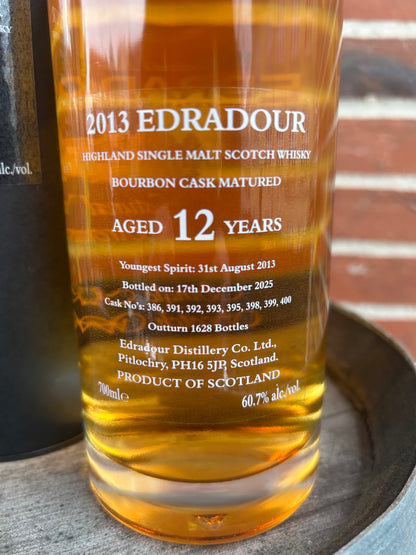 2013 EDRADOUR
HIGHLAND SINGLE MALT SCOTCH WHISKY
BOURBON CASK MATURED
AGED 12 YEARS
Youngest Spirit: 31st August 2013
Bottled on: 17th December 2025
Cask No's: 386, 391, 392, 393, 395, 398, 399, 400
Outturn 1628 Bottles
Edradour Distillery Co. Ltd.,
Pitlochry, PH16 5JP, Scotland.
PRODUCT OF SCOTLAND
700ml e
60.7% alc./vol.
alc./vol.